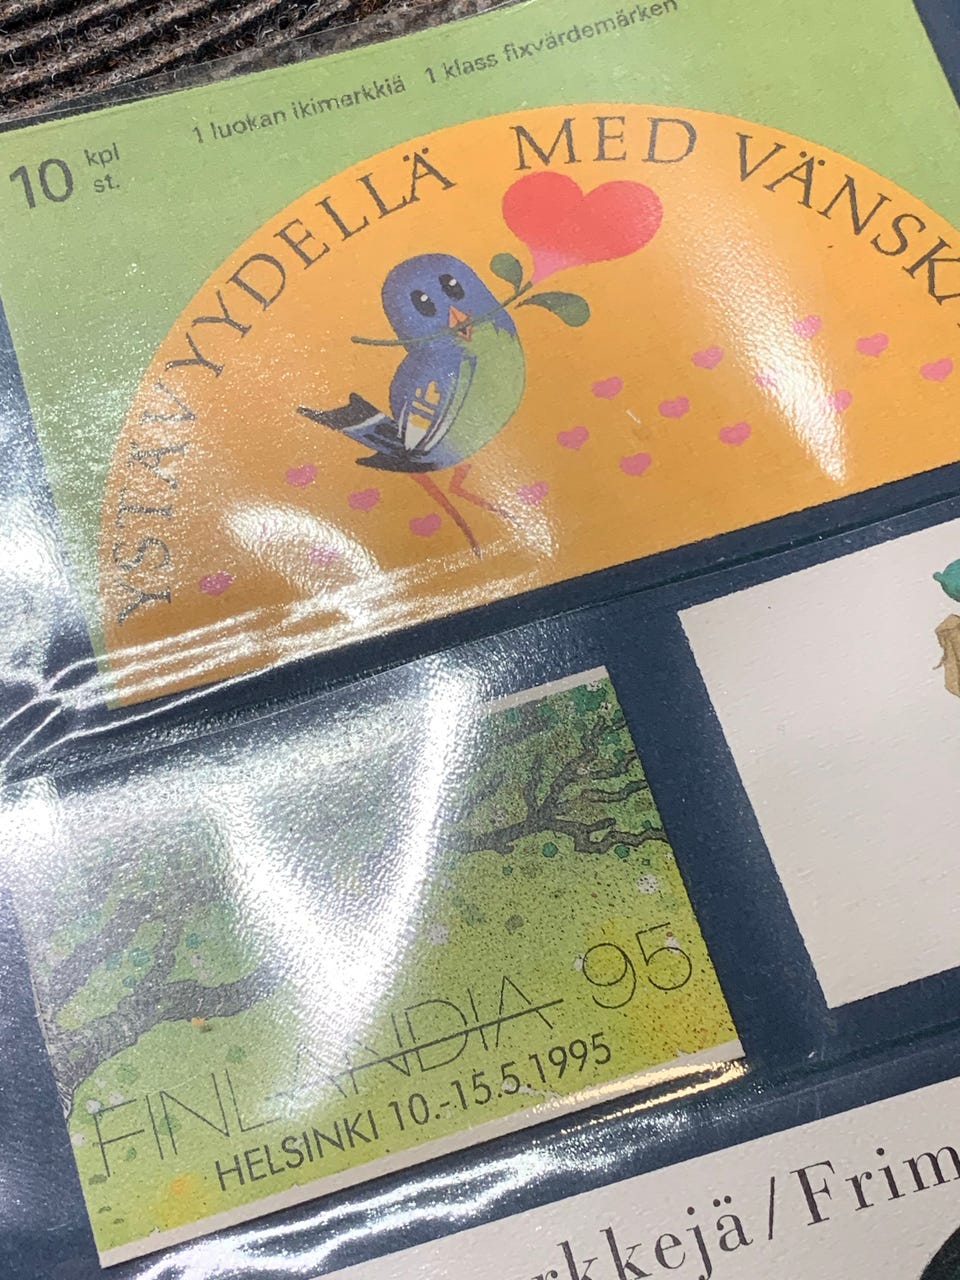 1 luokan ikimerkkiä 1 klass fixvärdemärken
10 kpl
st.
YSTÄVYYDELLÄ MED VÄNSKA
FINLANDIA 95
HELSINKI 10.-15.5.1995
rkkejä/Frim